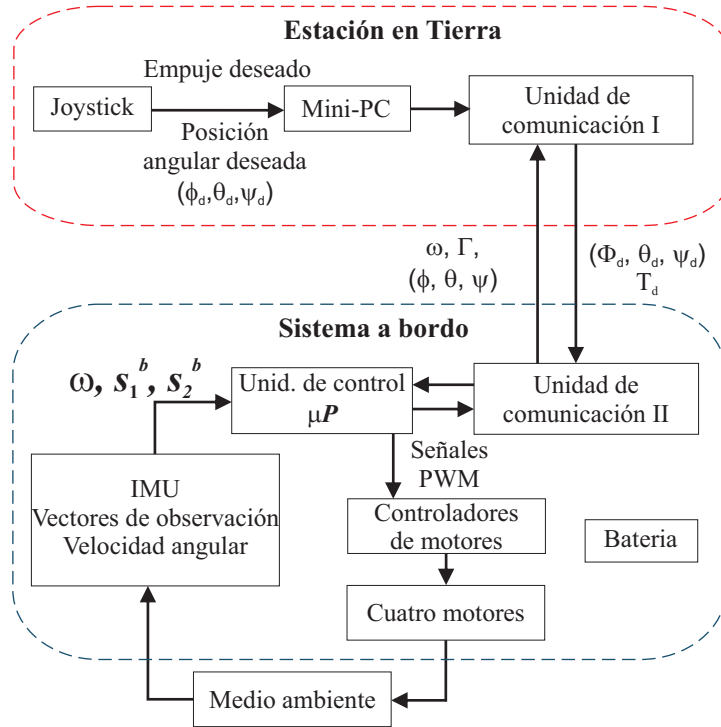 Estación en Tierra
Empuje deseado
Joystick
Mini-PC
Unidad de
comunicación I
Posición
angular deseada
(ϕd,θd,ψd)
ω, Γ,
(ϕ, θ, ψ)
(Φd, θd, ψd)
Td
Sistema a bordo
ω, s1b, s2b
Unid. de control
μP
Unidad de
comunicación II
Señales
PWM
IMU
Vectores de observación
Velocidad angular
Controladores
de motores
Bateria
Cuatro motores
Medio ambiente